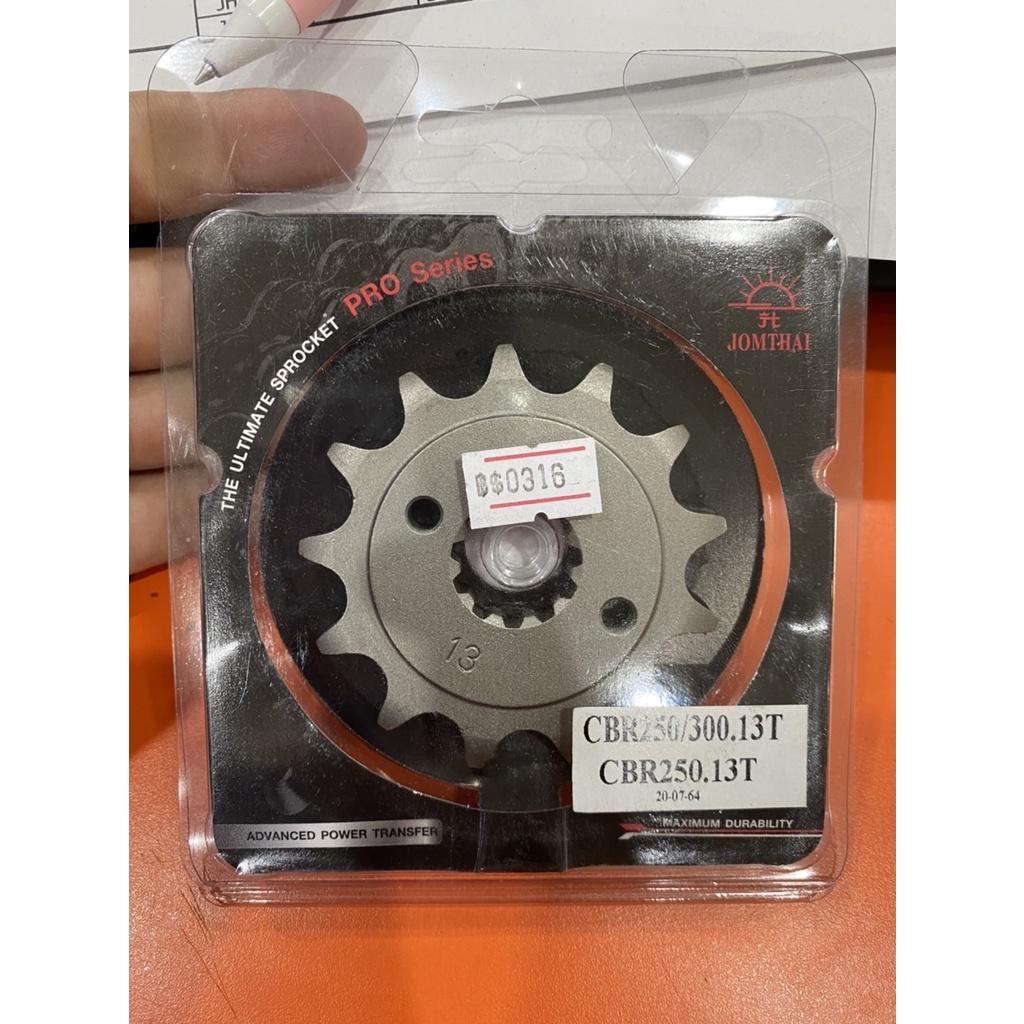 JH
THE ULTIMATE SPROCKET PRO Series
JOMTHAI
฿$0316
13
CBR250/300.13T
CBR250.13T
20-07-64
ADVANCED POWER TRANSFER
MAXIMUM DURABILITY